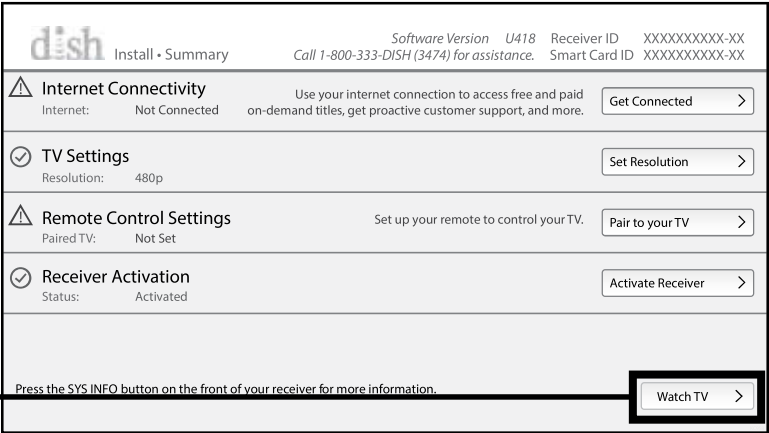 dish Install • Summary
Software Version U418 Receiver ID XXXXXXXXXX-XX
Call 1-800-333-DISH (3474) for assistance. Smart Card ID XXXXXXXXXX-XX
Internet Connectivity
Internet: Not Connected
Use your internet connection to access free and paid
on-demand titles, get proactive customer support, and more.
Get Connected
TV Settings
Resolution: 480p
Set Resolution
Remote Control Settings
Paired TV: Not Set
Set up your remote to control your TV.
Pair to your TV
Receiver Activation
Status: Activated
Activate Receiver
Press the SYS INFO button on the front of your receiver for more information.
Watch TV